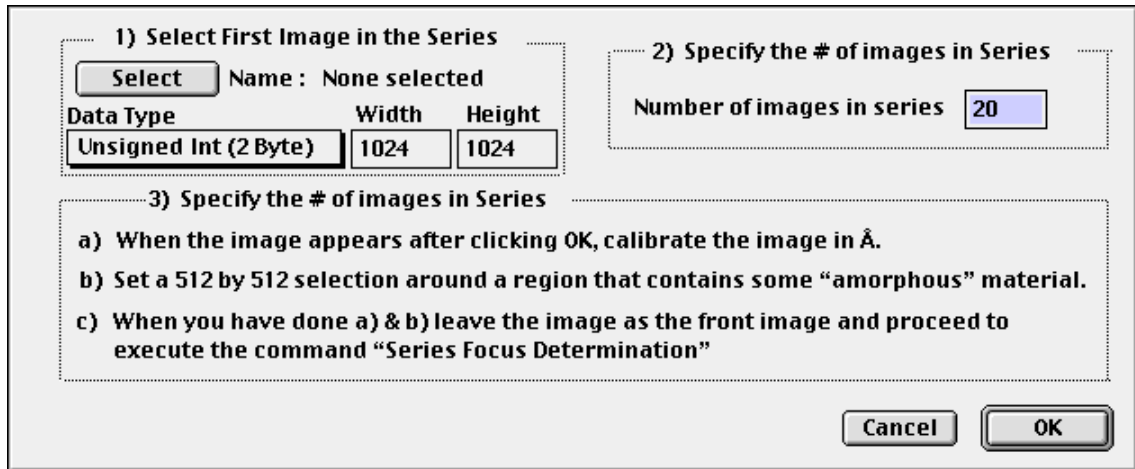 1) Select First Image in the Series
Select Name : None selected
Data Type Width Height
Unsigned Int (2 Byte) 1024 1024
2) Specify the # of images in Series
Number of images in series 20
3) Specify the # of images in Series
a) When the image appears after clicking OK, calibrate the image in Å.
b) Set a 512 by 512 selection around a region that contains some “amorphous” material.
c) When you have done a) & b) leave the image as the front image and proceed to
execute the command “Series Focus Determination”
Cancel OK